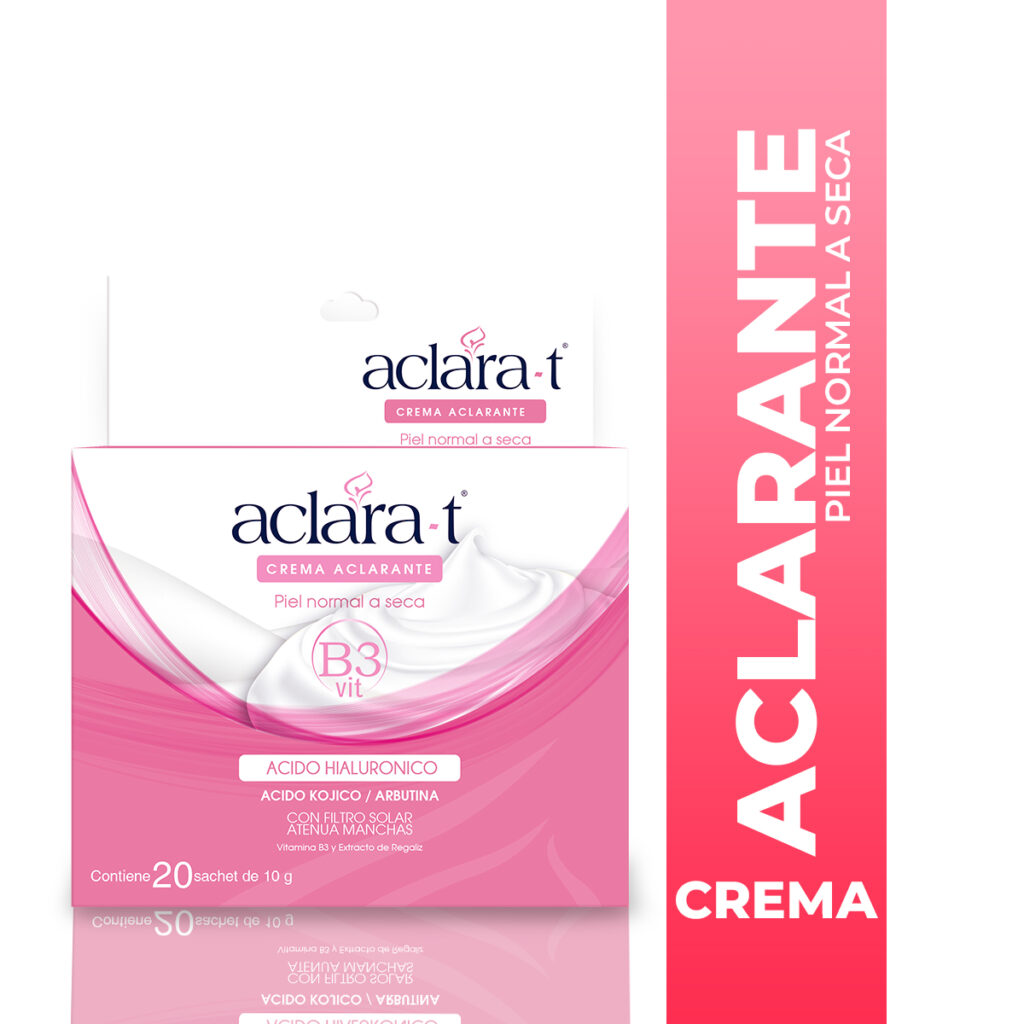 aclara-t®
CREMA ACLARANTE
Piel normal a seca
aclara-t®
CREMA ACLARANTE
Piel normal a seca
B3
vit
ACIDO HIALURONICO
ACIDO KOJICO / ARBUTINA
CON FILTRO SOLAR
ATENUA MANCHAS
Vitamina B3 y Extracto de Regaliz
Contiene 20 sachet de 10 g
CREMA
ACLARANTE
PIEL NORMAL A SECA